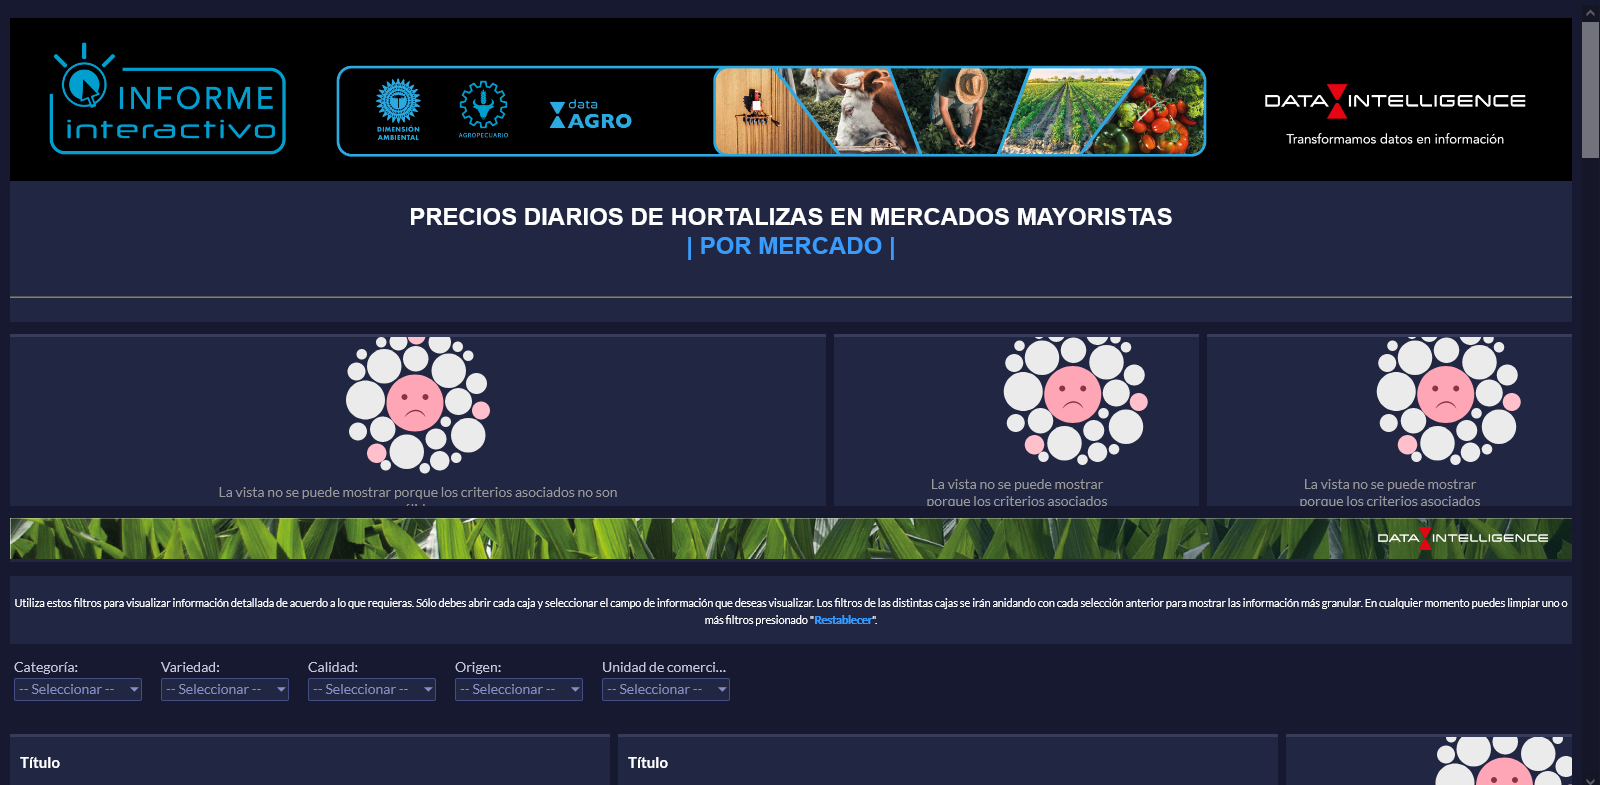 INFORME
interactivo
DIMENSIÓN
AMBIENTAL
AGROPECUARIO
data
AGRO
DATA INTELLIGENCE
Transformamos datos en información
PRECIOS DIARIOS DE HORTALIZAS EN MERCADOS MAYORISTAS
| POR MERCADO |
La vista no se puede mostrar porque los criterios asociados no son
La vista no se puede mostrar
porque los criterios asociados
La vista no se puede mostrar
porque los criterios asociados
DATA INTELLIGENCE
Utiliza estos filtros para visualizar información detallada de acuerdo a lo que requieras. Sólo debes abrir cada caja y seleccionar el campo de información que deseas visualizar. Los filtros de las distintas cajas se irán anidando con cada selección anterior para mostrar las información más granular. En cualquier momento puedes limpiar uno o
más filtros presionado "Restablecer".
Categoría: Variedad: Calidad: Origen: Unidad de comerci...
-- Seleccionar -- -- Seleccionar -- -- Seleccionar -- -- Seleccionar -- -- Seleccionar --
Título Título